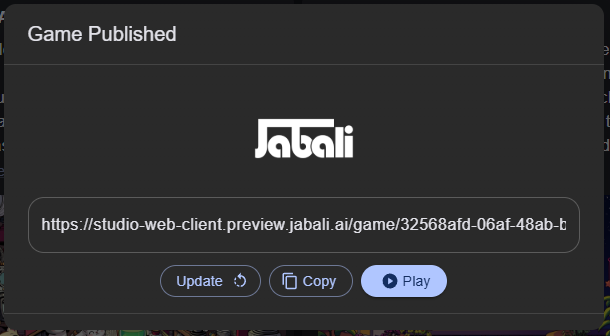 Game Published
Jabali
https://studio-web-client.preview.jabali.ai/game/32568afd-06af-48ab-b
Update
Copy
Play